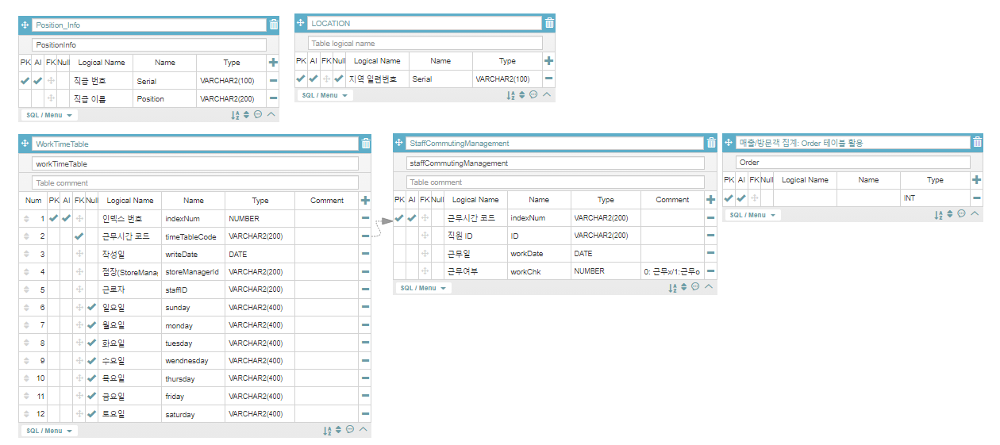 Position_Info
PositionInfo
PK AI FK Null Logical Name Name Type
직급 번호 Serial VARCHAR2(100)
직급 이름 Position VARCHAR2(200)
SQL / Menu
LOCATION
Table logical name
PK AI FK Null Logical Name Name Type
지역 일련번호 Serial VARCHAR2(100)
SQL / Menu
WorkTimeTable
workTimeTable
Table comment
Num PK AI FK Null Logical Name Name Type Comment
1 인덱스 번호 indexNum NUMBER
2 근무시간 코드 timeTableCode VARCHAR2(200)
3 작성일 writeDate DATE
4 점장(StoreManag storeManagerId VARCHAR2(200)
5 근로자 staffID VARCHAR2(200)
6 일요일 sunday VARCHAR2(400)
7 월요일 monday VARCHAR2(400)
8 화요일 tuesday VARCHAR2(400)
9 수요일 wendnesday VARCHAR2(400)
10 목요일 thursday VARCHAR2(400)
11 금요일 friday VARCHAR2(400)
12 토요일 saturday VARCHAR2(400)
SQL / Menu
StaffCommutingManagement
staffCommutingManagement
Table comment
PK AI FK Null Logical Name Name Type Comment
근무시간 코드 indexNum VARCHAR2(200)
직원 ID ID VARCHAR2(200)
근무일 workDate DATE
근무여부 workChk NUMBER 0: 근무x/1:근무o
SQL / Menu
매출/방문객 집계: Order 테이블 활용
Order
PK AI FK Null Logical Name Name Type
INT
SQL / Menu